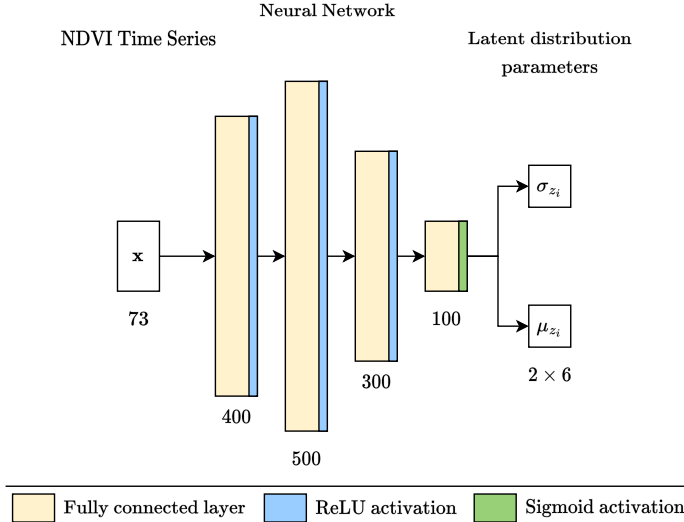 Neural Network
NDVI Time Series
Latent distribution
parameters
x
σ_{z_i}
μ_{z_i}
73
400
500
300
100
2 × 6
Fully connected layer
ReLU activation
Sigmoid activation